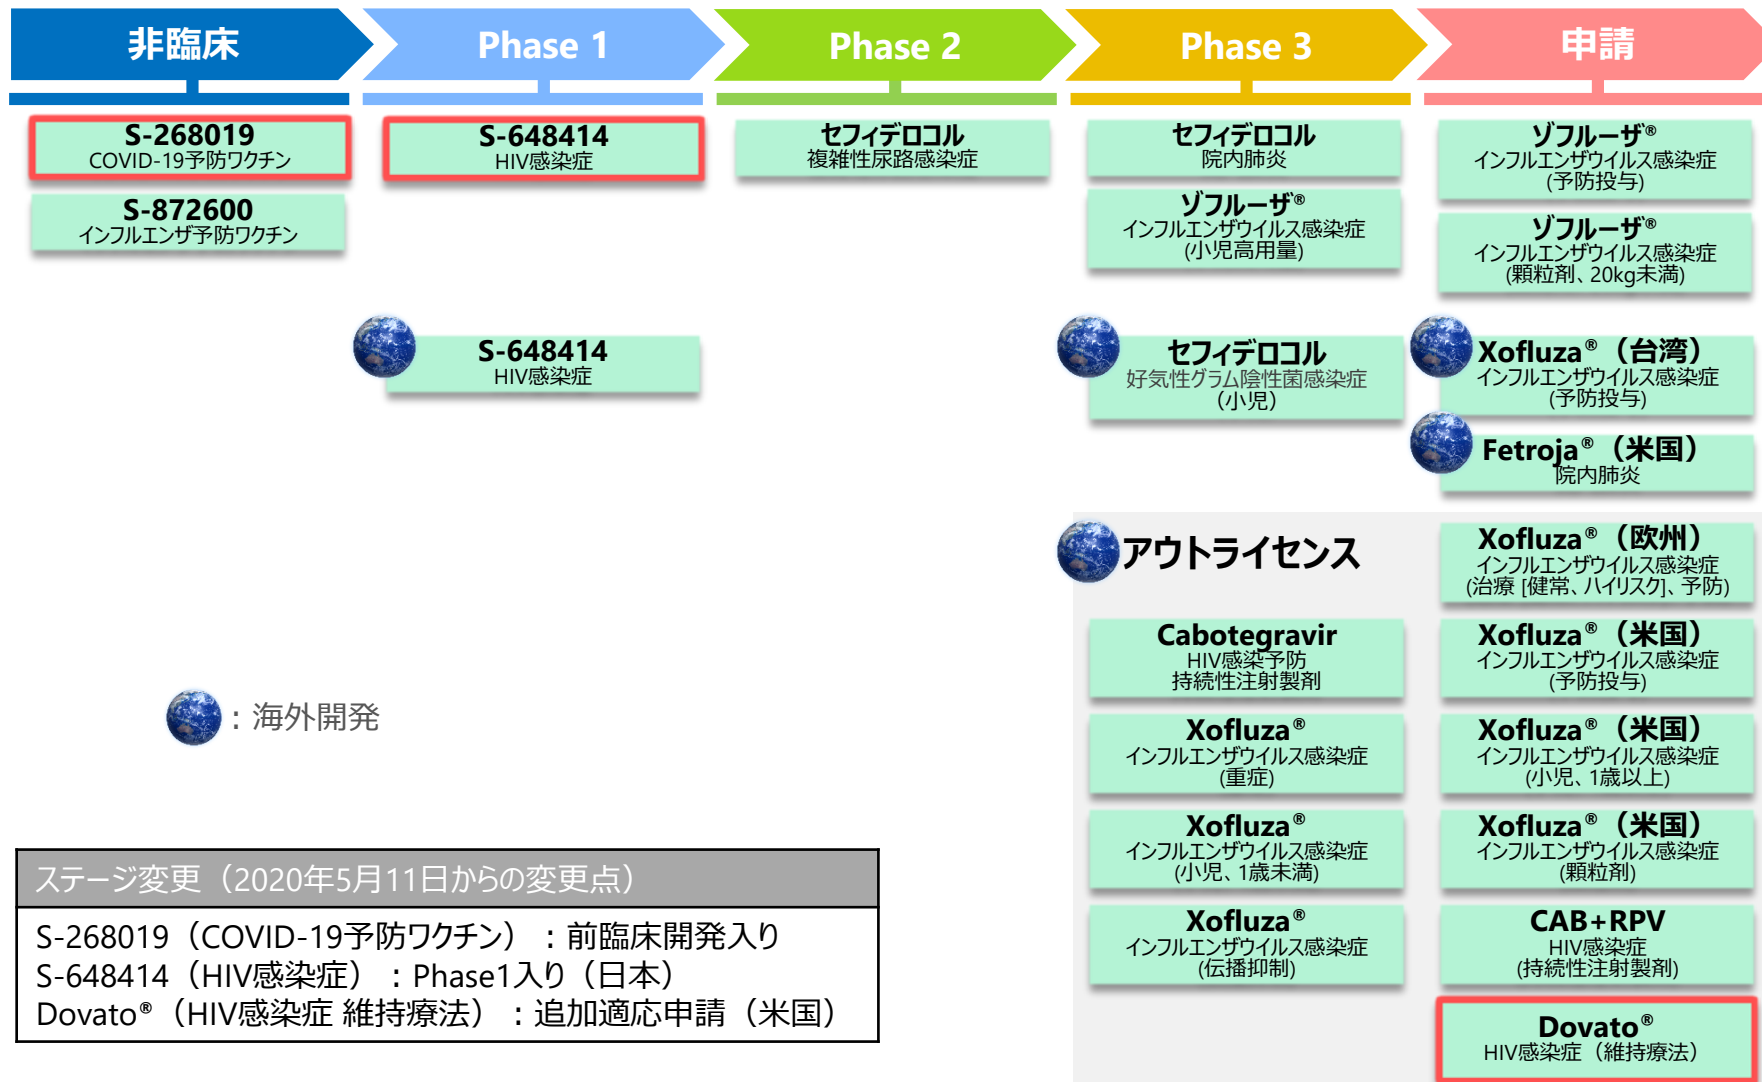 非臨床
Phase 1
Phase 2
Phase 3
申請
S-268019
COVID-19予防ワクチン
S-872600
インフルエンザ予防ワクチン
S-648414
HIV感染症
セフィデロコル
複雑性尿路感染症
セフィデロコル
院内肺炎
ゾフルーザ®
インフルエンザウイルス感染症
(小児高用量)
ゾフルーザ®
インフルエンザウイルス感染症
(予防投与)
ゾフルーザ®
インフルエンザウイルス感染症
(顆粒剤、20kg未満)
S-648414
HIV感染症
セフィデロコル
好気性グラム陰性菌感染症
（小児）
Xofluza®（台湾）
インフルエンザウイルス感染症
(予防投与)
Fetroja®（米国）
院内肺炎
アウトライセンス
Cabotegravir
HIV感染予防
持続性注射製剤
Xofluza®
インフルエンザウイルス感染症
(重症)
Xofluza®
インフルエンザウイルス感染症
(小児、1歳未満)
Xofluza®
インフルエンザウイルス感染症
(伝播抑制)
Xofluza®（欧州）
インフルエンザウイルス感染症
(治療 [健常、ハイリスク]、予防)
Xofluza®（米国）
インフルエンザウイルス感染症
(予防投与)
Xofluza®（米国）
インフルエンザウイルス感染症
(小児、1歳以上)
Xofluza®（米国）
インフルエンザウイルス感染症
(顆粒剤)
CAB+RPV
HIV感染症
(持続性注射製剤)
Dovato®
HIV感染症（維持療法）
：海外開発
ステージ変更（2020年5月11日からの変更点）
S-268019（COVID-19予防ワクチン）：前臨床開発入り
S-648414（HIV感染症）：Phase1入り（日本）
Dovato®（HIV感染症 維持療法）：追加適応申請（米国）